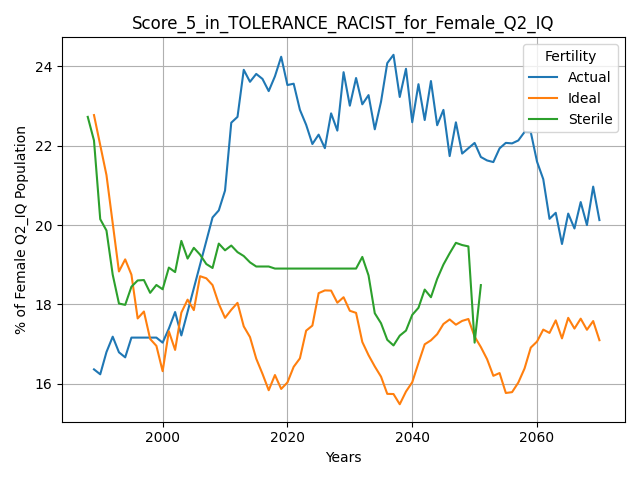 Score_5_in_TOLERANCE_RACIST_for_Female_Q2_IQ
Fertility
Actual
Ideal
Sterile
% of Female Q2_IQ Population
24
22
20
18
16
2000
2020
2040
2060
Years